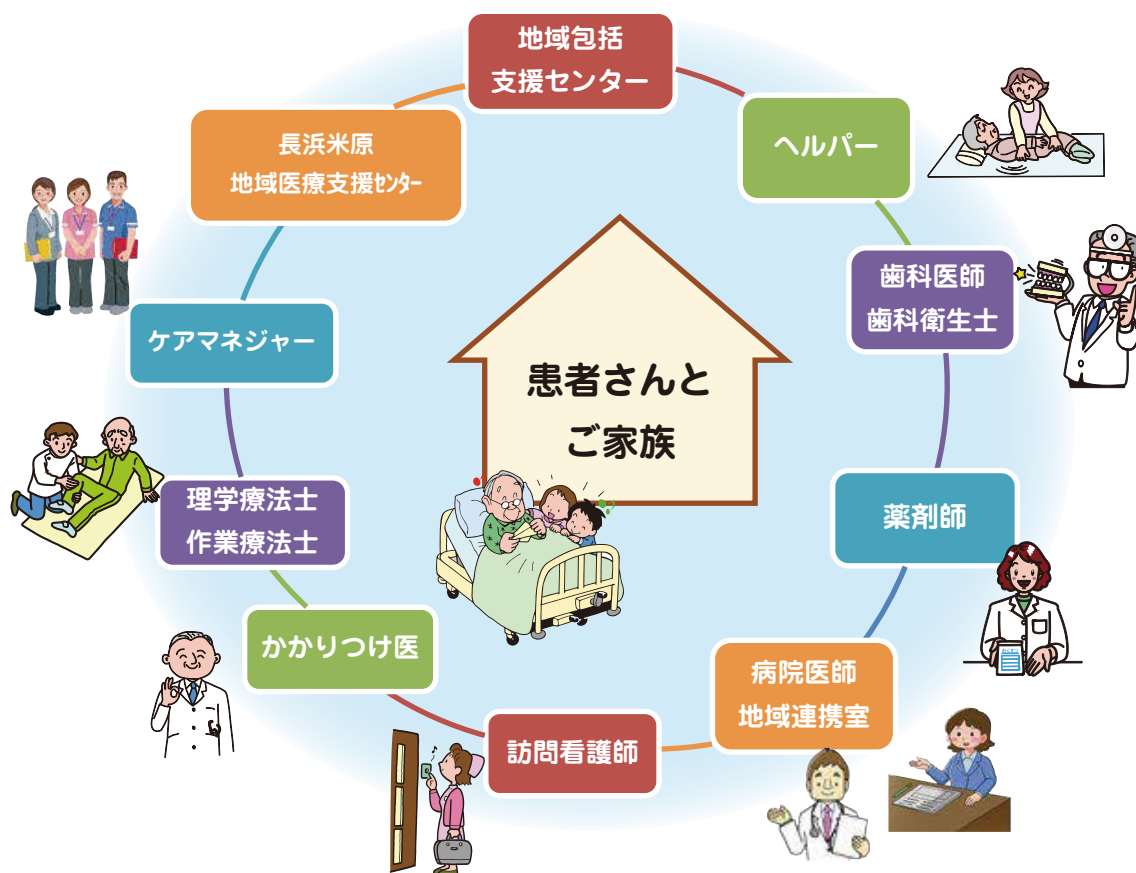 地域包括
支援センター
ヘルパー
歯科医師
歯科衛生士
薬剤師
病院医師
地域連携室
訪問看護師
かかりつけ医
理学療法士
作業療法士
ケアマネジャー
長浜米原
地域医療支援ｾﾝﾀｰ
患者さんと
ご家族